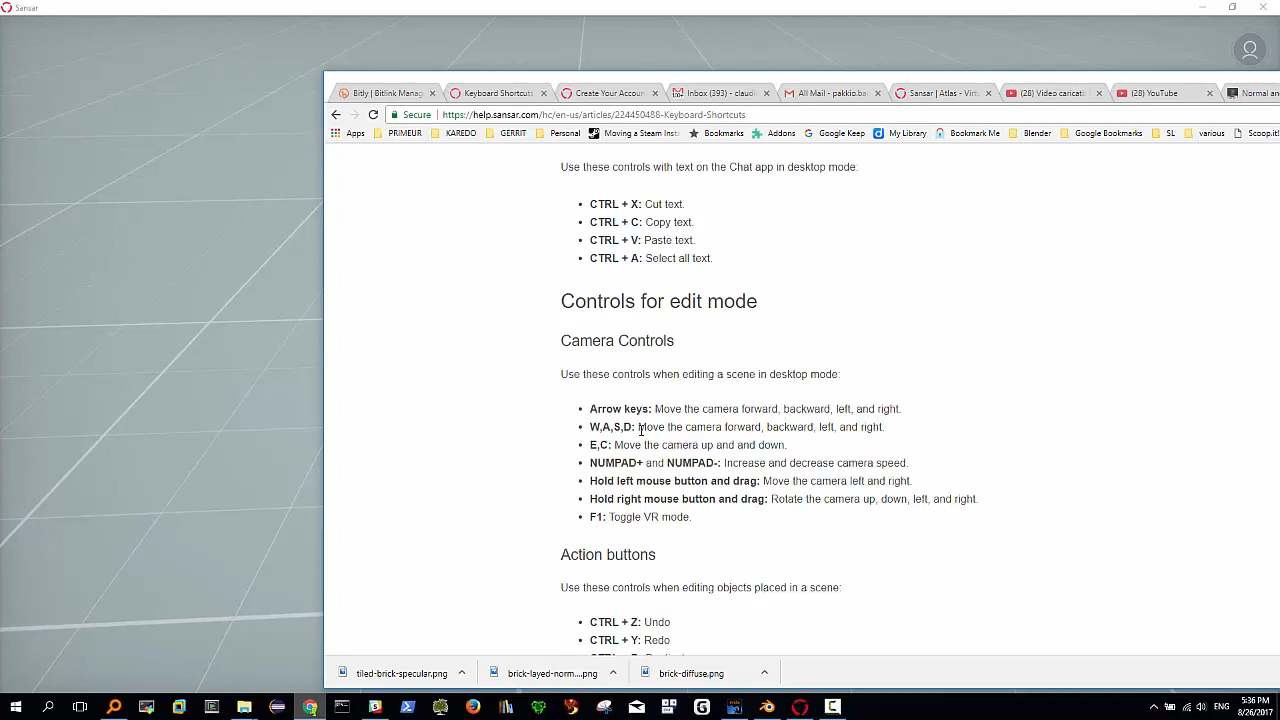 Sansar
Bitly | Bitlink Manag
Keyboard Shortcuts
Create Your Accoun
Inbox (393) - claudi
All Mail - pakkio.ba
Sansar | Atlas - Virt
(28) Video caricati
(28) YouTube
Normal an
Secure https://help.sansar.com/hc/en-us/articles/224450488-Keyboard-Shortcuts
Apps PRIMEUR KAREDO GERRIT Personal Moving a Steam Inst Bookmarks Addons Google Keep My Library Bookmark Me Blender Google Bookmarks SL various Scoop.it!
Use these controls with text on the Chat app in desktop mode:
• CTRL + X: Cut text.
• CTRL + C: Copy text.
• CTRL + V: Paste text.
• CTRL + A: Select all text.
Controls for edit mode
Camera Controls
Use these controls when editing a scene in desktop mode:
• Arrow keys: Move the camera forward, backward, left, and right.
• W,A,S,D: Move the camera forward, backward, left, and right.
• E,C: Move the camera up and and down.
• NUMPAD+ and NUMPAD-: Increase and decrease camera speed.
• Hold left mouse button and drag: Move the camera left and right.
• Hold right mouse button and drag: Rotate the camera up, down, left, and right.
• F1: Toggle VR mode.
Action buttons
Use these controls when editing objects placed in a scene:
• CTRL + Z: Undo
• CTRL + Y: Redo
tiled-brick-specular.png
brick-layed-norm....png
brick-diffuse.png
ENG
5:36 PM
8/26/2017